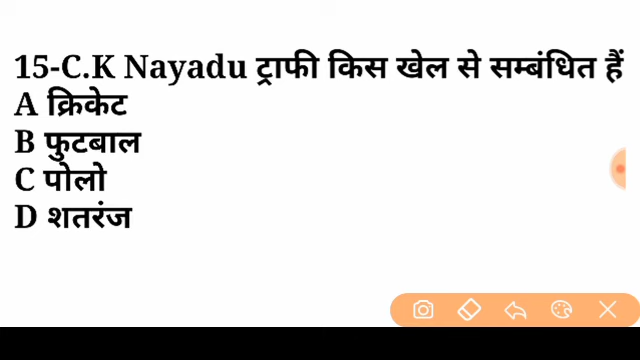 15-C.K Nayadu ट्राफी किस खेल से सम्बंधित हैं
A क्रिकेट
B फुटबाल
C पोलो
D शतरंज